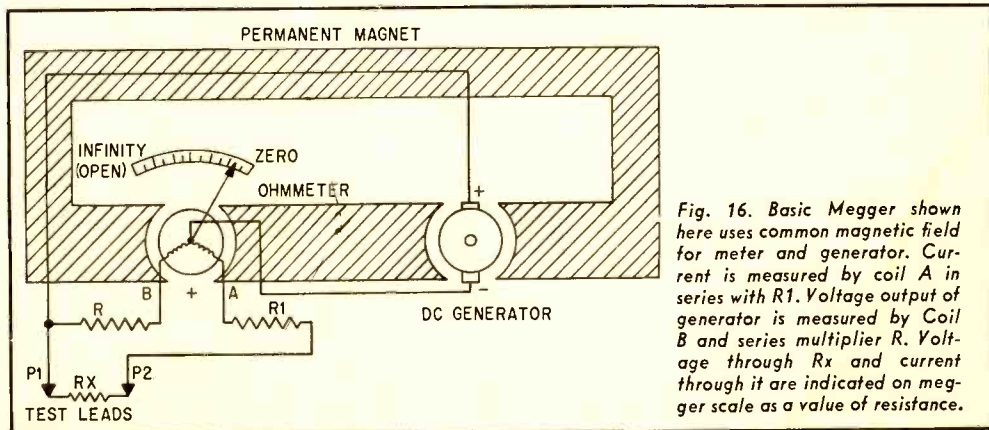 PERMANENT MAGNET
INFINITY
(OPEN)
ZERO
OHMMETER
+
B
+
A
-
R
R1
DC GENERATOR
P1
RX
P2
TEST LEADS
Fig. 16. Basic Megger shown
here uses common magnetic field
for meter and generator. Cur-
rent is measured by coil A in
series with R1. Voltage output of
generator is measured by Coil
B and series multiplier R. Volt-
age through Rx and current
through it are indicated on meg-
ger scale as a value of resistance.